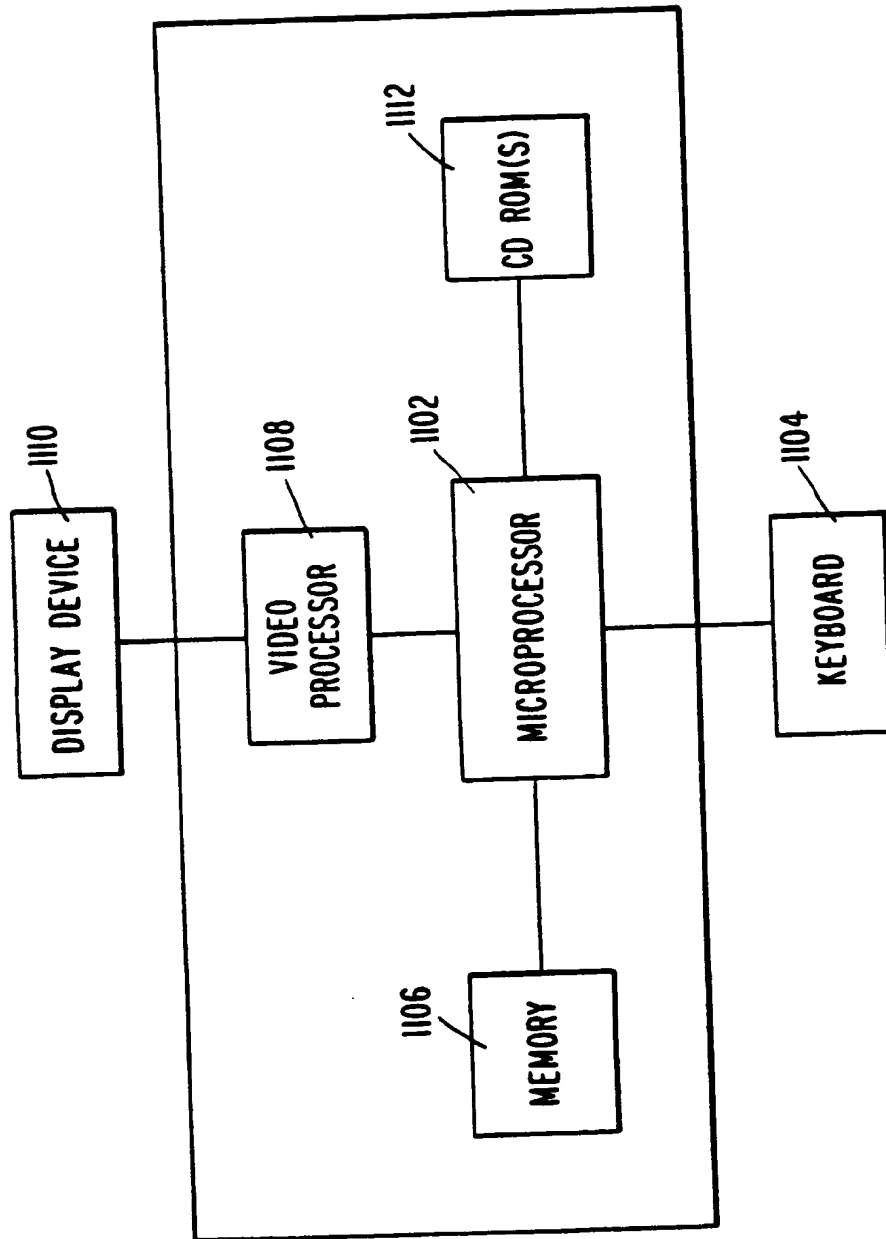 1110
DISPLAY DEVICE
1108
VIDEO
PROCESSOR
1106
MEMORY
1102
MICROPROCESSOR
1112
CD ROM(S)
1104
KEYBOARD